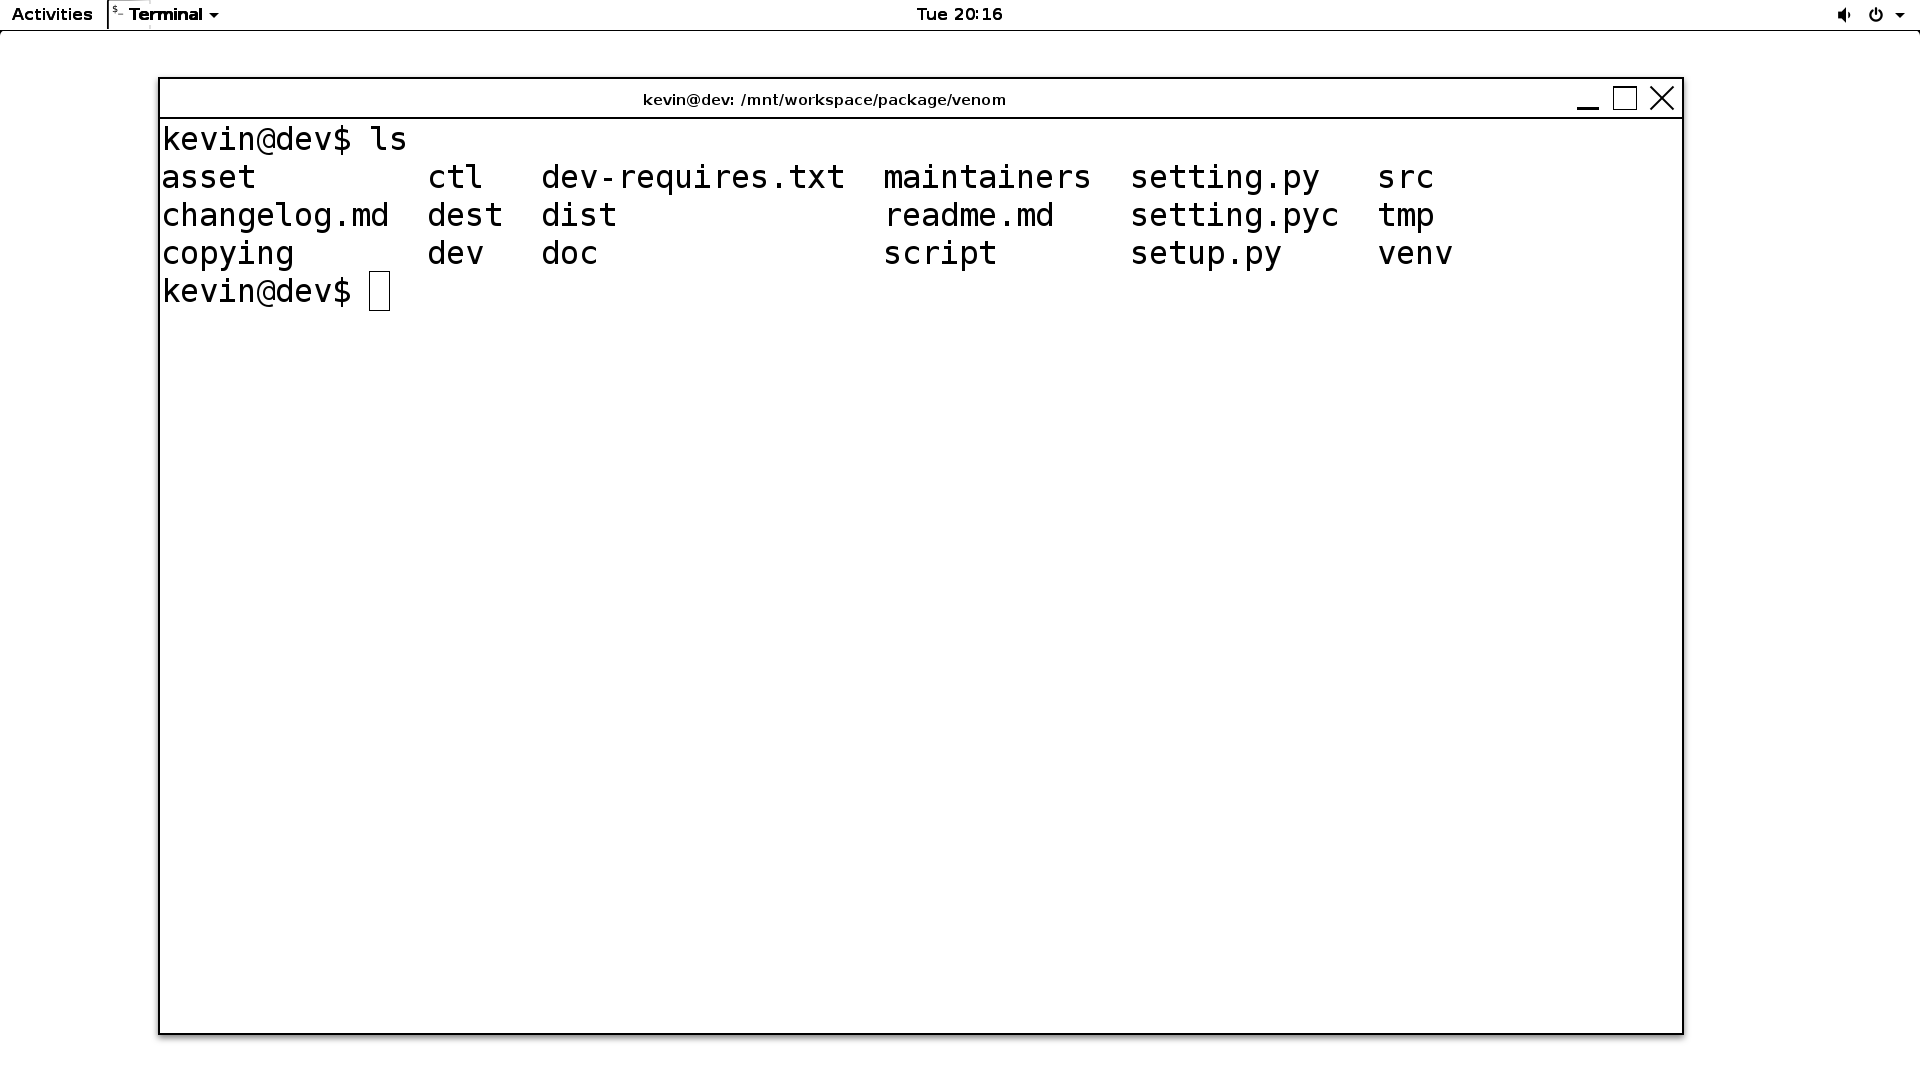 Activities $_ Terminal Tue 20:16
kevin@dev: /mnt/workspace/package/venom
kevin@dev$ ls
asset ctl dev-requires.txt maintainers setting.py src
changelog.md dest dist readme.md setting.pyc tmp
copying dev doc script setup.py venv
kevin@dev$